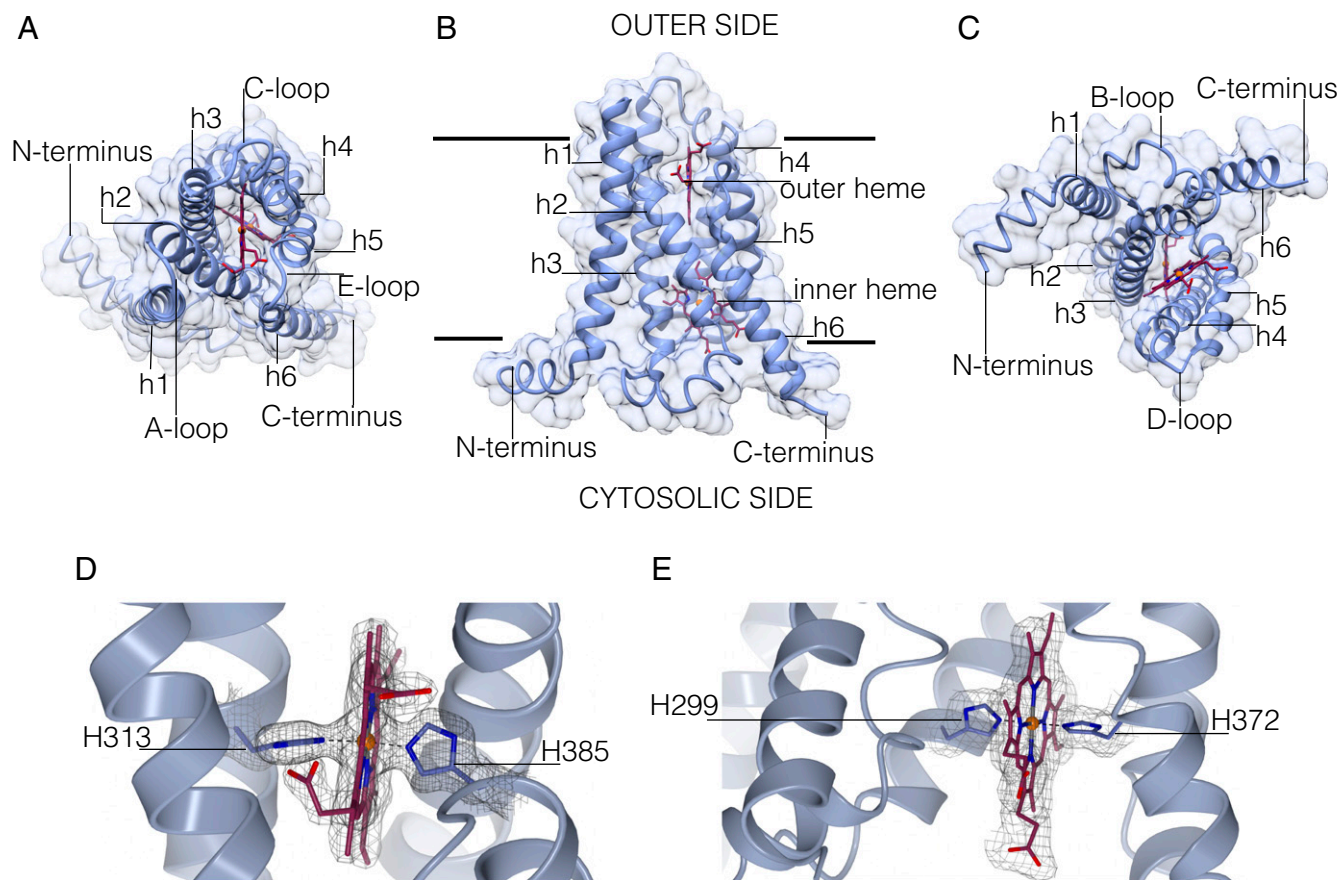 A
C-loop
h3
N-terminus
h4
h2
h5
E-loop
h1
h6
A-loop
C-terminus
B
OUTER SIDE
h1
h4
outer heme
h2
h5
h3
inner heme
h6
N-terminus
C-terminus
CYTOSOLIC SIDE
C
B-loop
C-terminus
h1
h2
h6
h3
h5
h4
N-terminus
D-loop
D
H313
H385
E
H299
H372